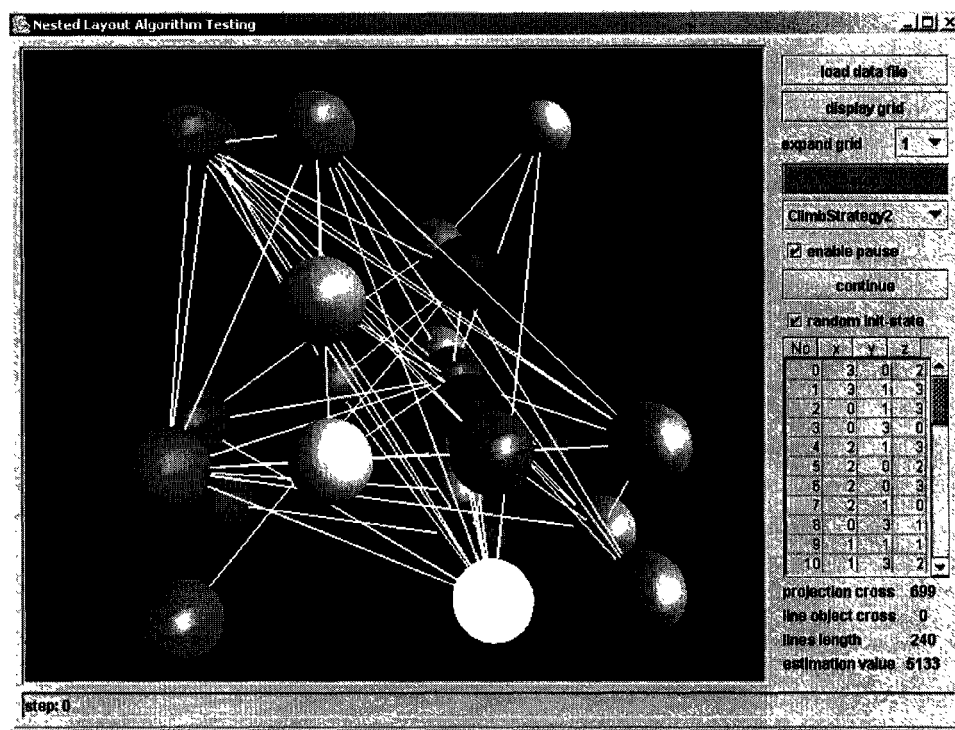 Nested Layout Algorithm Testing
load data file
display grid
expand grid 1
ClimbStrategy2
enable pause
continue
random init-state
No x y z
0 3 0 2
1 3 1 3
2 0 1 3
3 0 3 0
4 2 1 3
5 2 0 2
6 2 0 3
7 2 1 0
8 0 3 1
9 1 1 1
10 1 3 2
projection cross 699
line object cross 0
lines length 240
estimation value 5133
step: 0